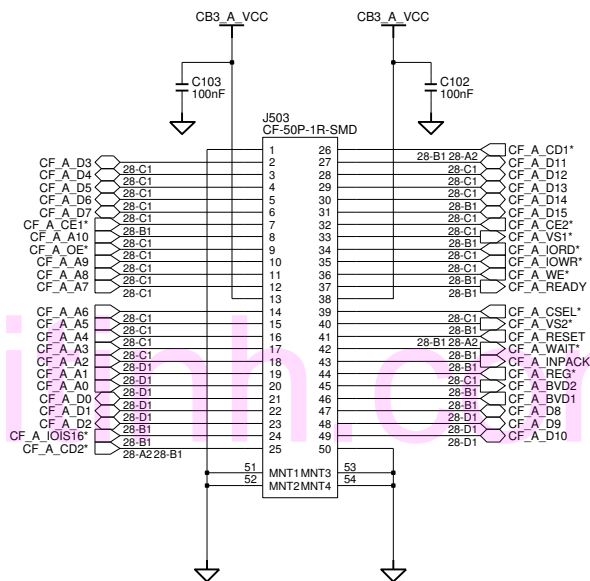 CB3_A_VCC
CB3_A_VCC
C103
100nF
C102
100nF
J503
CF-50P-1R-SMD
1
26
CF_A_CD1*
28-B1 28-A2
CF_A_D3
2
27
CF_A_D11
28-C1
28-C1
CF_A_D4
3
28
CF_A_D12
28-C1
28-C1
CF_A_D5
4
29
CF_A_D13
28-C1
28-C1
CF_A_D6
5
30
CF_A_D14
28-C1
28-B1
CF_A_D7
6
31
CF_A_D15
28-C1
28-C1
CF_A_CE1*
7
32
CF_A_CE2*
28-B1
28-C1
CF_A_A10
8
33
CF_A_VS1*
28-C1
28-B1
CF_A_OE*
9
34
CF_A_IORD*
28-C1
28-C1
CF_A_A9
10
35
CF_A_IOWR*
28-C1
28-C1
CF_A_A8
11
36
CF_A_WE*
28-C1
28-B1
CF_A_A7
12
37
CF_A_READY
28-C1
28-B1
13
38
CF_A_A6
14
39
CF_A_CSEL*
28-C1
28-C1
CF_A_A5
15
40
CF_A_VS2*
28-C1
28-B1
CF_A_A4
16
41
CF_A_RESET
28-C1
28-B1 28-A2
CF_A_A3
17
42
CF_A_WAIT*
28-C1
28-B1
CF_A_A2
18
43
CF_A_INPACK
28-D1
28-B1
CF_A_A1
19
44
CF_A_REG*
28-D1
28-C1
CF_A_A0
20
45
CF_A_BVD2
28-D1
28-B1
CF_A_D0
21
46
CF_A_BVD1
28-D1
28-B1
CF_A_D1
22
47
CF_A_D8
28-D1
28-D1
CF_A_D2
23
48
CF_A_D9
28-D1
28-D1
CF_A_IOIS16*
24
49
CF_A_D10
28-B1
28-D1
CF_A_CD2*
25
50
28-A2 28-B1
51
MNT1
MNT3
53
52
MNT2
MNT4
54